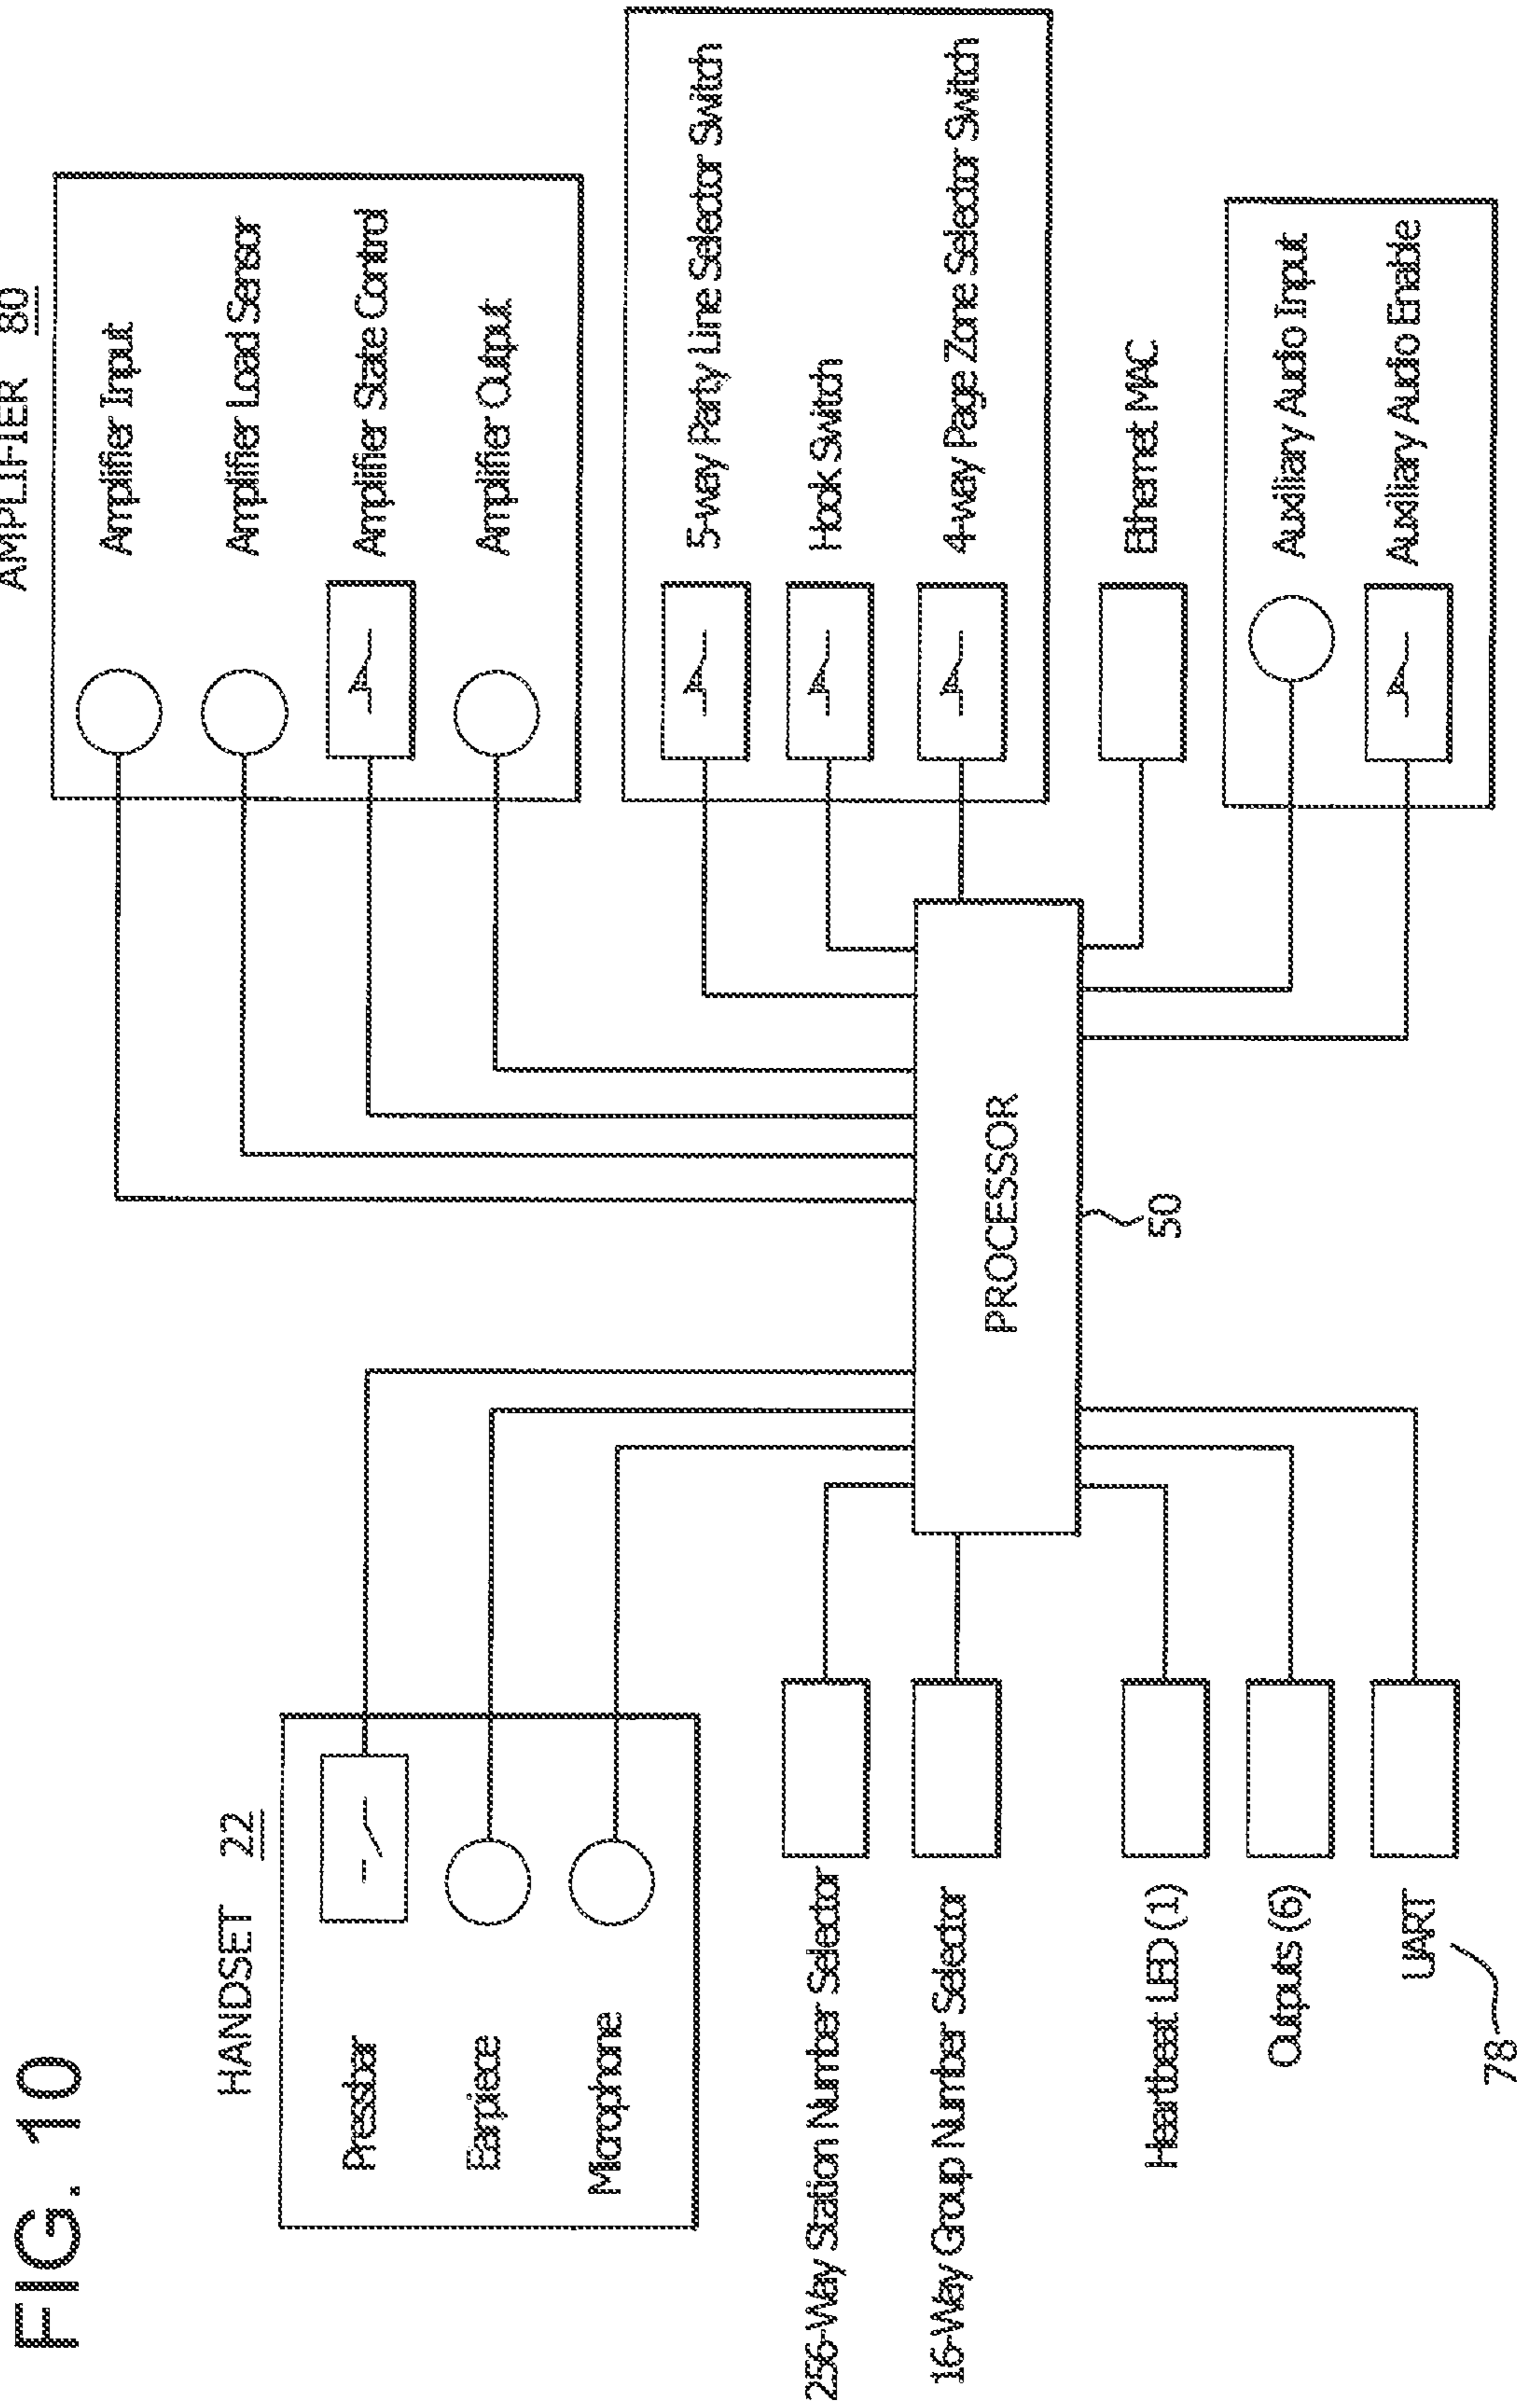 FIG. 10
HANDSET 22
Pressbar
Earpiece
Microphone
256-Way Station Number Selector
16-Way Group Number Selector
Heartbeat LED (1)
Outputs (6)
UART
78
PROCESSOR
50
AMPLIFIER 80
Amplifier Input
Amplifier Load Sensor
Amplifier State Control
Amplifier Output
5-way Party Line Selector Switch
Hook Switch
4-way Page Zone Selector Switch
Ethernet MAC
Auxiliary Audio Input
Auxiliary Audio Enable